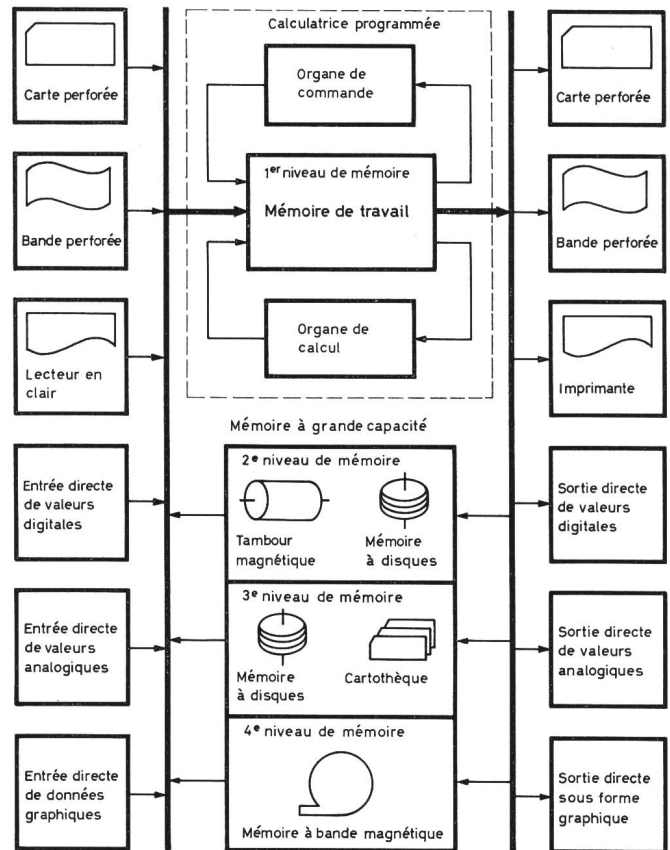 Calculatrice programmée
Carte perforée
Organe de
commande
Carte perforée
Bande perforée
1er niveau de mémoire
Mémoire de travail
Bande perforée
Lecteur en
clair
Organe de
calcul
Imprimante
Mémoire à grande capacité
Entrée directe
de valeurs
digitales
2e niveau de mémoire
Tambour
magnétique
Mémoire
à disques
Sortie directe
de valeurs
digitales
Entrée directe
de valeurs
analogiques
3e niveau de mémoire
Mémoire
à disques
Cartothèque
Sortie directe
de valeurs
analogiques
Entrée directe
de données
graphiques
4e niveau de mémoire
Mémoire à bande magnétique
Sortie directe
sous forme
graphique